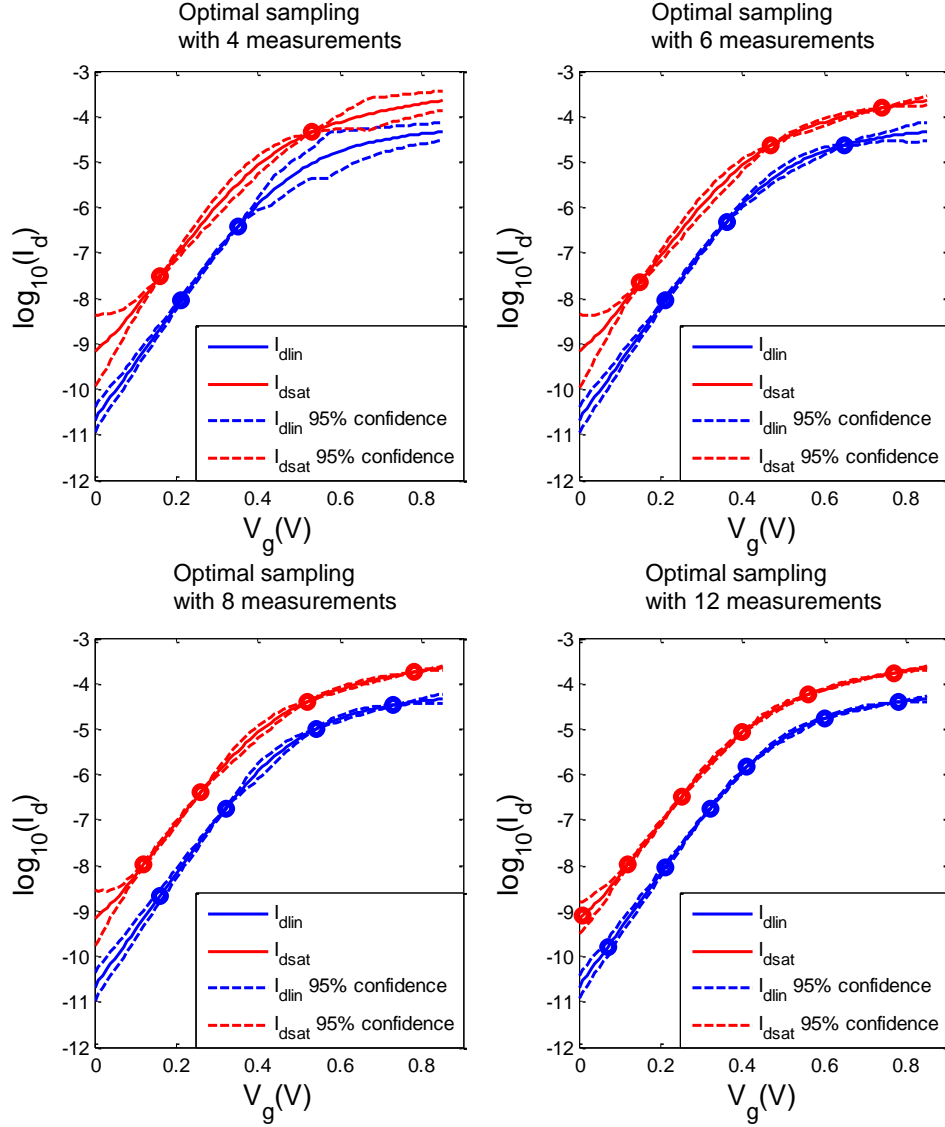 Optimal sampling
with 4 measurements
-3
-4
-5
-6
-7
-8
-9
-10
-11
-12
0
0.2
0.4
0.6
0.8
log10(Id)
Vg(V)
Idlin
Idsat
Idlin 95% confidence
Idsat 95% confidence
Optimal sampling
with 6 measurements
-3
-4
-5
-6
-7
-8
-9
-10
-11
-12
0
0.2
0.4
0.6
0.8
log10(Id)
Vg(V)
Idlin
Idsat
Idlin 95% confidence
Idsat 95% confidence
Optimal sampling
with 8 measurements
-3
-4
-5
-6
-7
-8
-9
-10
-11
-12
0
0.2
0.4
0.6
0.8
log10(Id)
Vg(V)
Idlin
Idsat
Idlin 95% confidence
Idsat 95% confidence
Optimal sampling
with 12 measurements
-3
-4
-5
-6
-7
-8
-9
-10
-11
-12
0
0.2
0.4
0.6
0.8
log10(Id)
Vg(V)
Idlin
Idsat
Idlin 95% confidence
Idsat 95% confidence